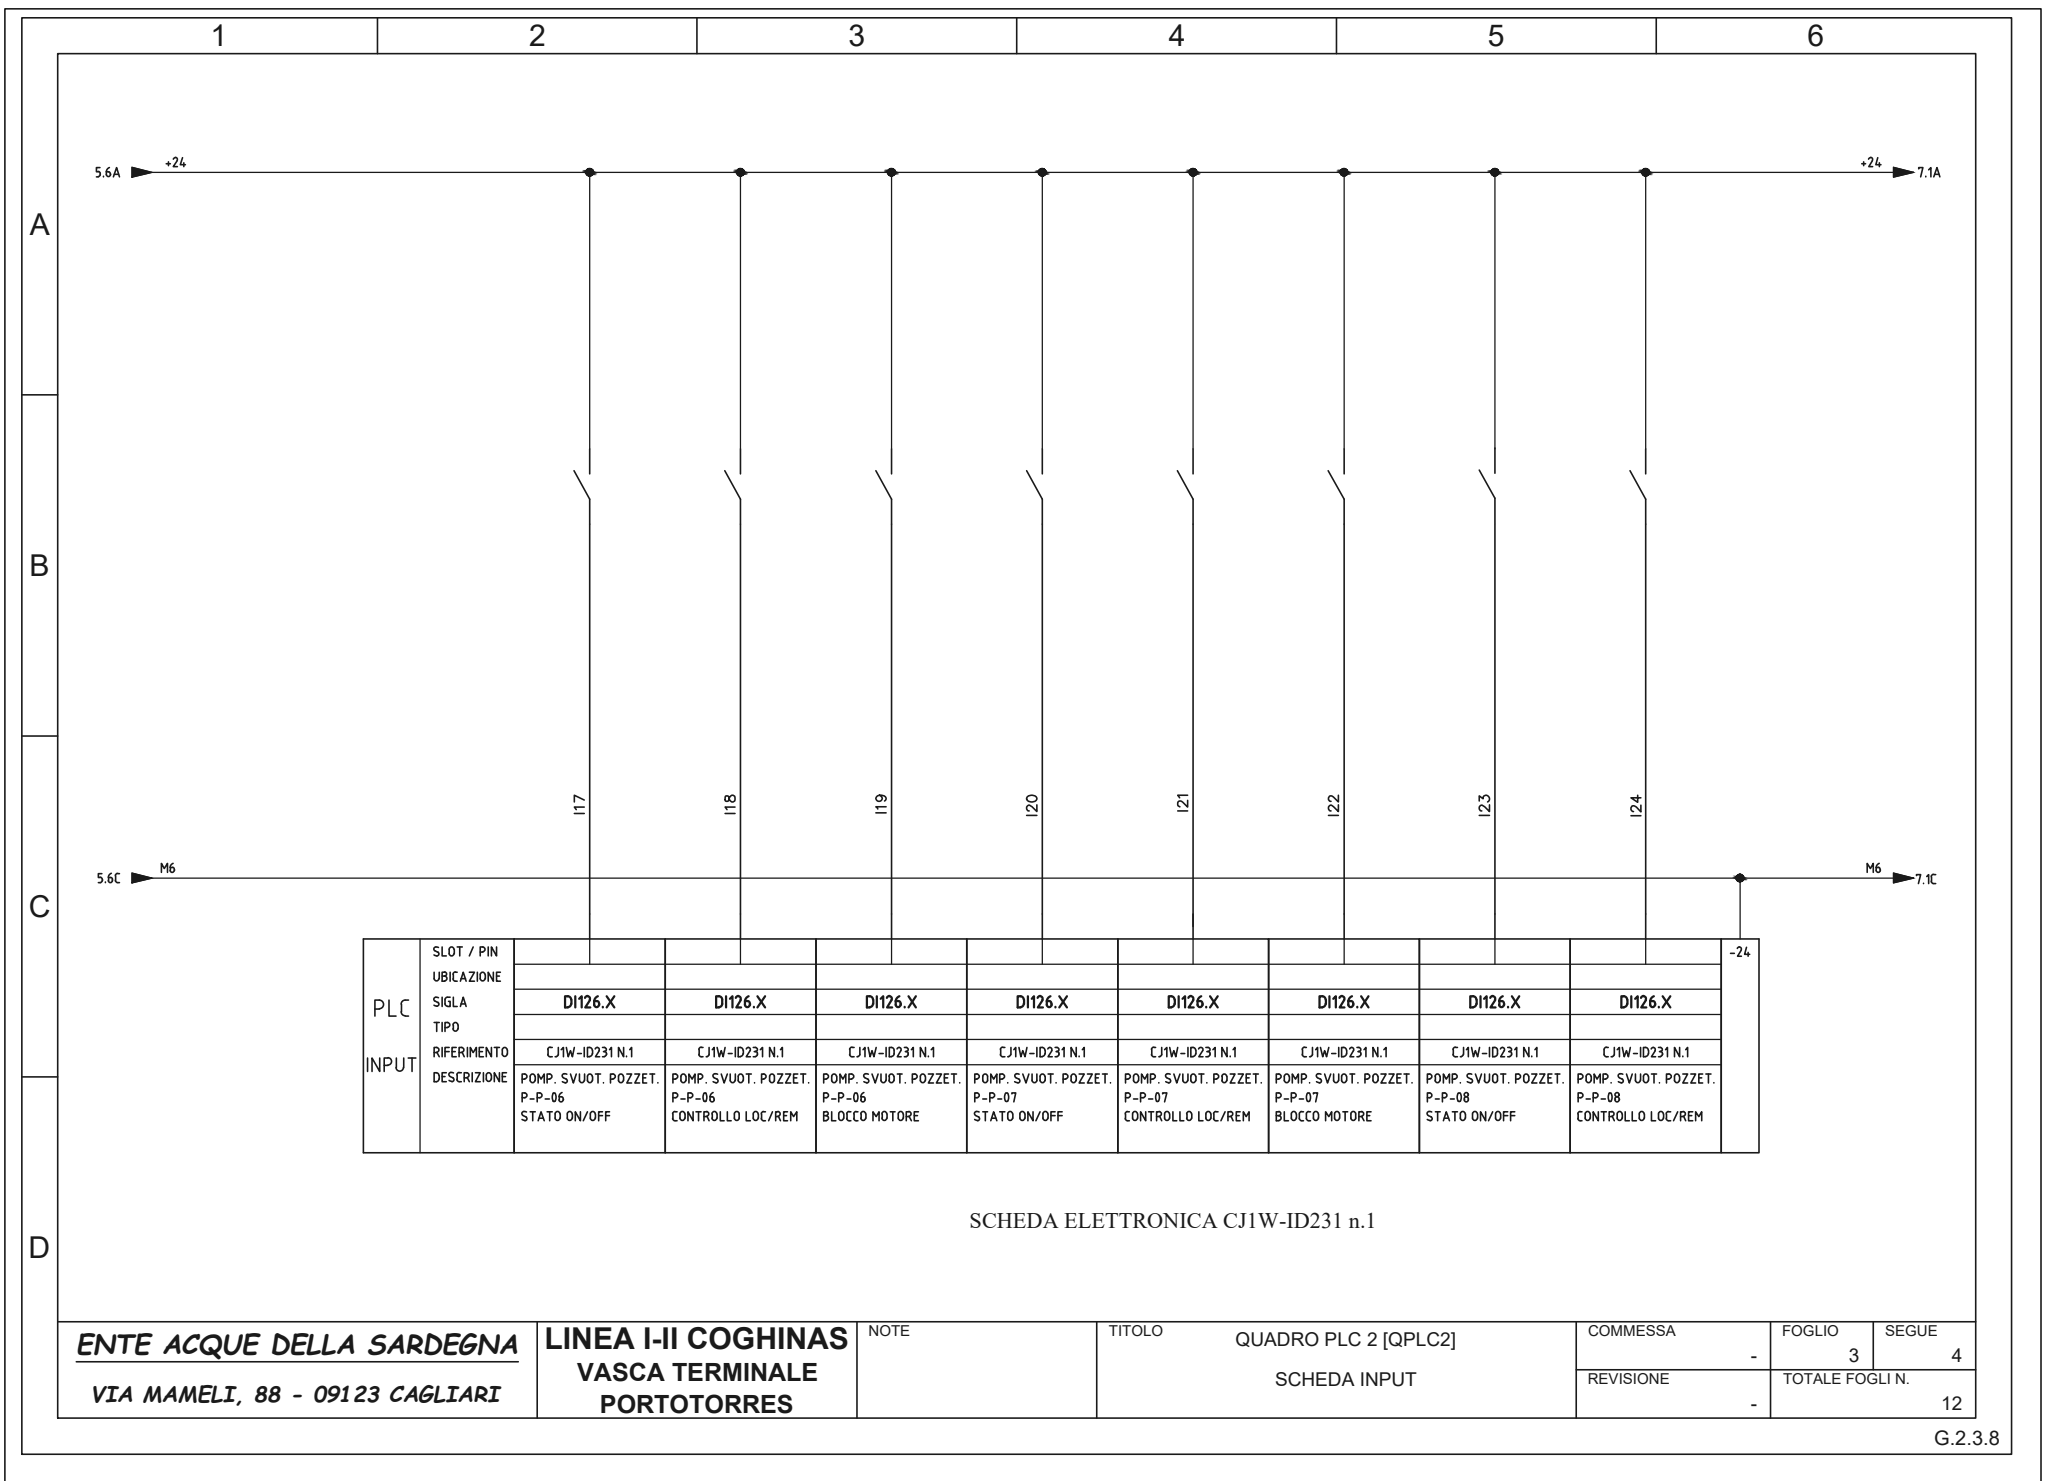 1 2 3 4 5 6
A
B
C
D
5.6A +24 +24 7.1A
I17 I18 I19 I20 I21 I22 I23 I24
5.6C M6 M6 7.1C
PLC INPUT
SLOT / PIN -24
UBICAZIONE
SIGLA DI126.X DI126.X DI126.X DI126.X DI126.X DI126.X DI126.X DI126.X
TIPO
RIFERIMENTO CJ1W-ID231 N.1 CJ1W-ID231 N.1 CJ1W-ID231 N.1 CJ1W-ID231 N.1 CJ1W-ID231 N.1 CJ1W-ID231 N.1 CJ1W-ID231 N.1 CJ1W-ID231 N.1
DESCRIZIONE POMP. SVUOT. POZZET. POMP. SVUOT. POZZET. POMP. SVUOT. POZZET. POMP. SVUOT. POZZET. POMP. SVUOT. POZZET. POMP. SVUOT. POZZET. POMP. SVUOT. POZZET. POMP. SVUOT. POZZET.
P-P-06 P-P-06 P-P-06 P-P-07 P-P-07 P-P-07 P-P-08 P-P-08
STATO ON/OFF CONTROLLO LOC/REM BLOCCO MOTORE STATO ON/OFF CONTROLLO LOC/REM BLOCCO MOTORE STATO ON/OFF CONTROLLO LOC/REM
SCHEDA ELETTRONICA CJ1W-ID231 n.1
ENTE ACQUE DELLA SARDEGNA
VIA MAMELI, 88 - 09123 CAGLIARI
LINEA I-II COGHINAS
VASCA TERMINALE
PORTOTORRES
NOTE
TITOLO
QUADRO PLC 2 [QPLC2]
SCHEDA INPUT
COMMESSA
-
REVISIONE
-
FOGLIO
3
SEGUE
4
TOTALE FOGLI N.
12
G.2.3.8